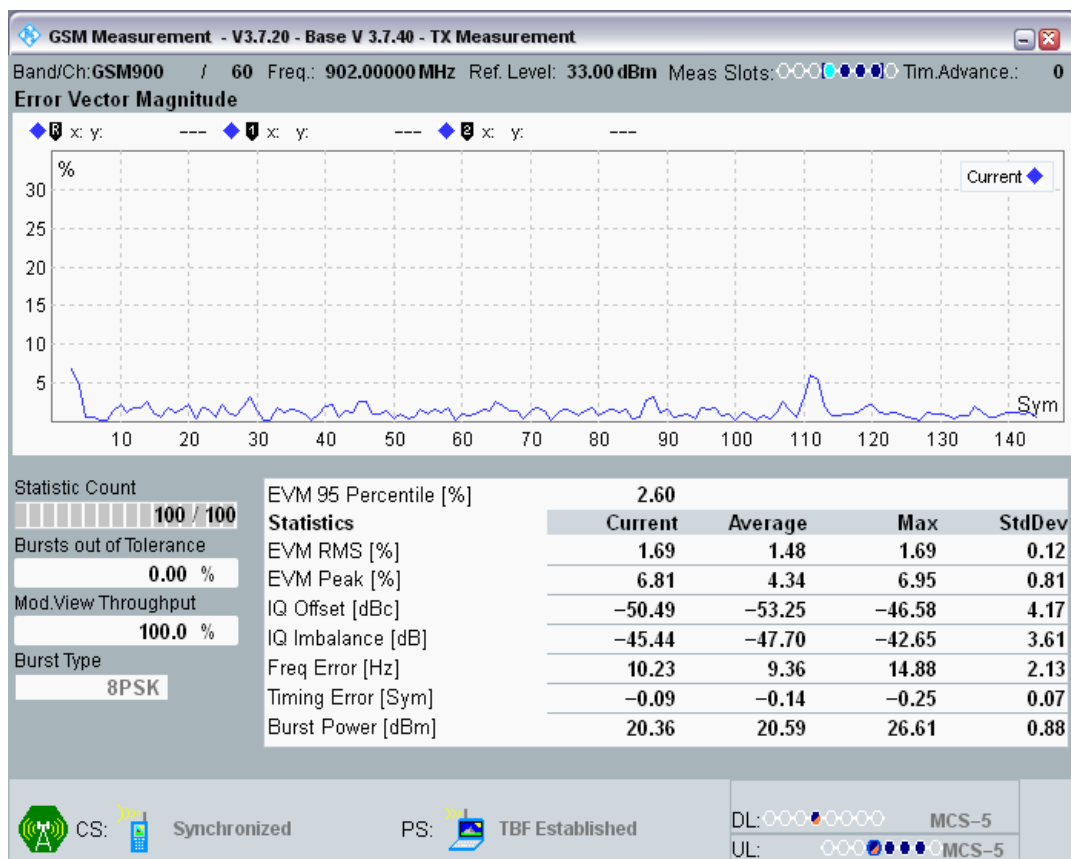 GSM Measurement - V3.7.20 - Base V 3.7.40 - TX Measurement
Band/Ch:GSM900 / 60 Freq.: 902.00000 MHz Ref. Level: 33.00 dBm Meas Slots: Tim.Advance.: 0
Error Vector Magnitude
R x: y: --- 1 x: y: --- 2 x: y: ---
%
Current
30
25
20
15
10
5
Sym
10 20 30 40 50 60 70 80 90 100 110 120 130 140
Statistic Count
100 / 100
Bursts out of Tolerance
0.00 %
Mod.View Throughput
100.0 %
Burst Type
8PSK
EVM 95 Percentile [%] 2.60
Statistics Current Average Max StdDev
EVM RMS [%] 1.69 1.48 1.69 0.12
EVM Peak [%] 6.81 4.34 6.95 0.81
IQ Offset [dBc] −50.49 −53.25 −46.58 4.17
IQ Imbalance [dB] −45.44 −47.70 −42.65 3.61
Freq Error [Hz] 10.23 9.36 14.88 2.13
Timing Error [Sym] −0.09 −0.14 −0.25 0.07
Burst Power [dBm] 20.36 20.59 26.61 0.88
CS: Synchronized PS: TBF Established
DL: MCS−5
UL: MCS−5